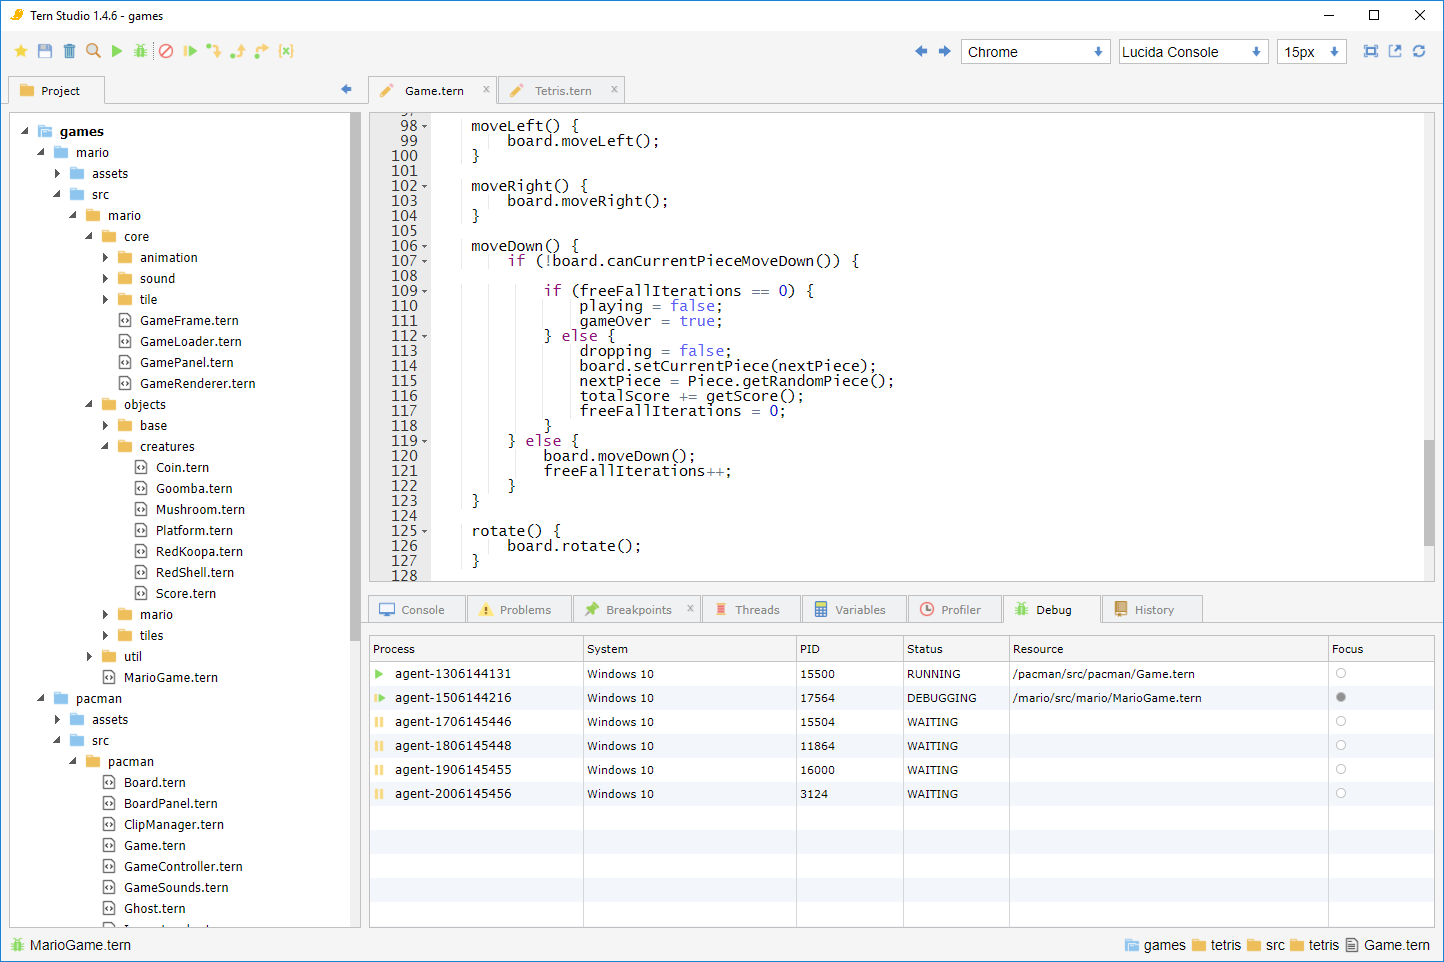 Tern Studio 1.4.6 - games
Chrome
Lucida Console
15px
Project
games
mario
assets
src
mario
core
animation
sound
tile
GameFrame.tern
GameLoader.tern
GamePanel.tern
GameRenderer.tern
objects
base
creatures
Coin.tern
Goomba.tern
Mushroom.tern
Platform.tern
RedKoopa.tern
RedShell.tern
Score.tern
mario
tiles
util
MarioGame.tern
pacman
assets
src
pacman
Board.tern
BoardPanel.tern
ClipManager.tern
Game.tern
GameController.tern
GameSounds.tern
Ghost.tern
Game.tern
Tetris.tern
98 moveLeft() {
99 board.moveLeft();
100 }
101
102 moveRight() {
103 board.moveRight();
104 }
105
106 moveDown() {
107 if (!board.canCurrentPieceMoveDown()) {
108
109 if (freeFallIterations == 0) {
110 playing = false;
111 gameOver = true;
112 } else {
113 dropping = false;
114 board.setCurrentPiece(nextPiece);
115 nextPiece = Piece.getRandomPiece();
116 totalScore += getScore();
117 freeFallIterations = 0;
118 }
119 } else {
120 board.moveDown();
121 freeFallIterations++;
122 }
123 }
124
125 rotate() {
126 board.rotate();
127 }
128
Console Problems Breakpoints Threads Variables Profiler Debug History
Process System PID Status Resource Focus
agent-1306144131 Windows 10 15500 RUNNING /pacman/src/pacman/Game.tern
agent-1506144216 Windows 10 17564 DEBUGGING /mario/src/mario/MarioGame.tern
agent-1706145446 Windows 10 15504 WAITING
agent-1806145448 Windows 10 11864 WAITING
agent-1906145455 Windows 10 16000 WAITING
agent-2006145456 Windows 10 3124 WAITING
MarioGame.tern
games tetris src tetris Game.tern